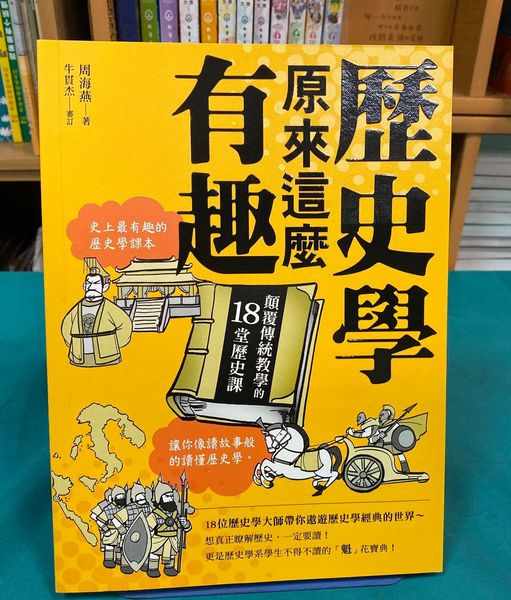 歷史學
原來這麼
有趣
周海燕—著
牛貫杰—審訂
史上最有趣的
歷史學課本
顛覆傳統教學的
18堂歷史課
讓你像讀故事般
的讀懂歷史學。
18位歷史學大師帶你遨遊歷史學經典的世界～
想真正瞭解歷史，一定要讀！
更是歷史學系學生不得不讀的「魁」花寶典！